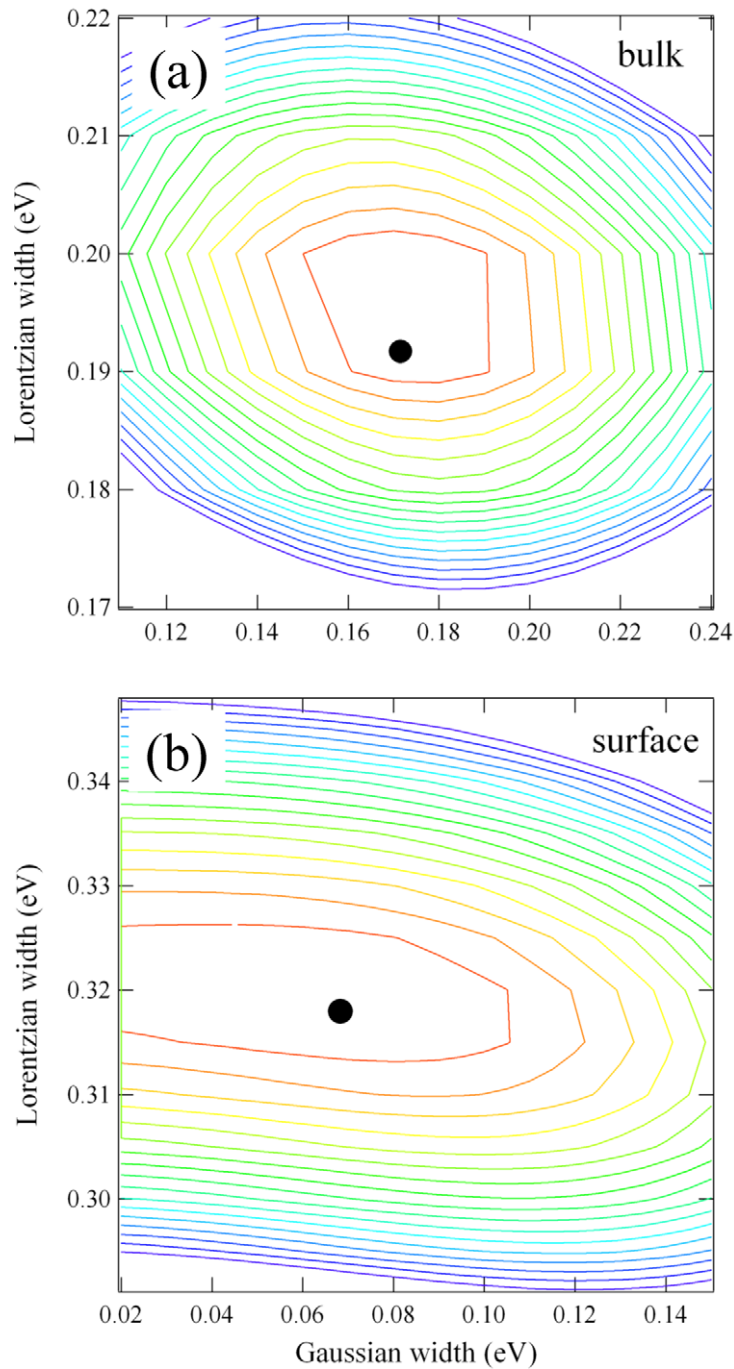 (a)
bulk
0.22
0.21
0.20
0.19
0.18
0.17
Lorentzian width (eV)
0.12 0.14 0.16 0.18 0.20 0.22 0.24
(b)
surface
0.34
0.33
0.32
0.31
0.30
Lorentzian width (eV)
0.02 0.04 0.06 0.08 0.10 0.12 0.14
Gaussian width (eV)